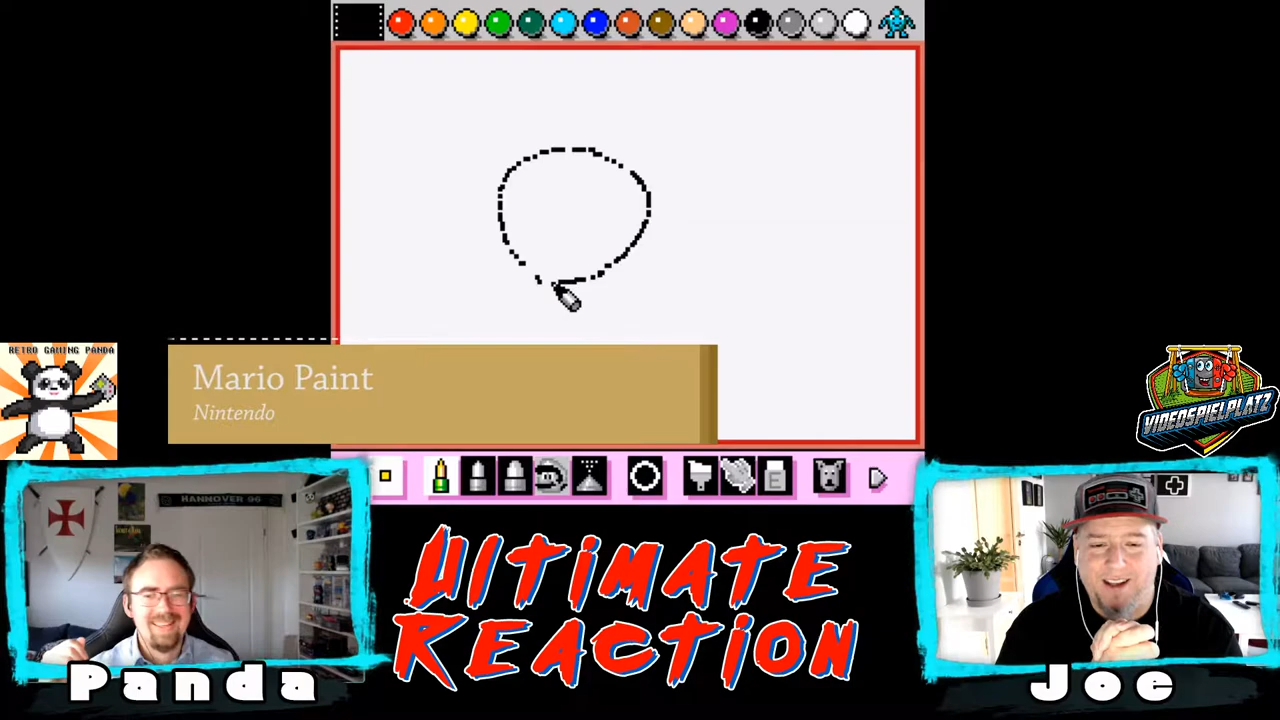 RETRO GAMING PANDA
Mario Paint
Nintendo
VIDEOSPIELPLATZ
HANNOVER 96
E
ULTIMATE
REACTION
Panda
Joe